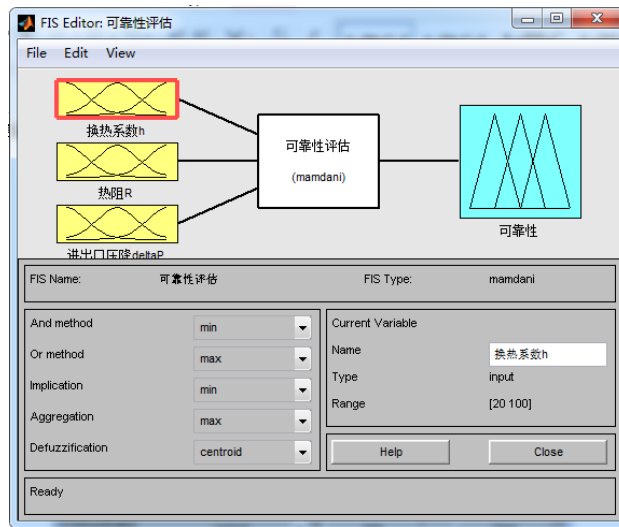 FIS Editor: 可靠性评估
File Edit View
换热系数h
热阻R
进出口压降deltaP
可靠性评估
(mamdani)
可靠性
FIS Name: 可靠性评估 FIS Type: mamdani
And method min
Or method max
Implication min
Aggregation max
Defuzzification centroid
Current Variable
Name 换热系数h
Type input
Range [20 100]
Help Close
Ready